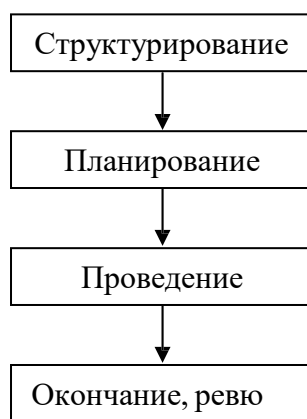 Структурирование
Планирование
Проведение
Окончание, ревю